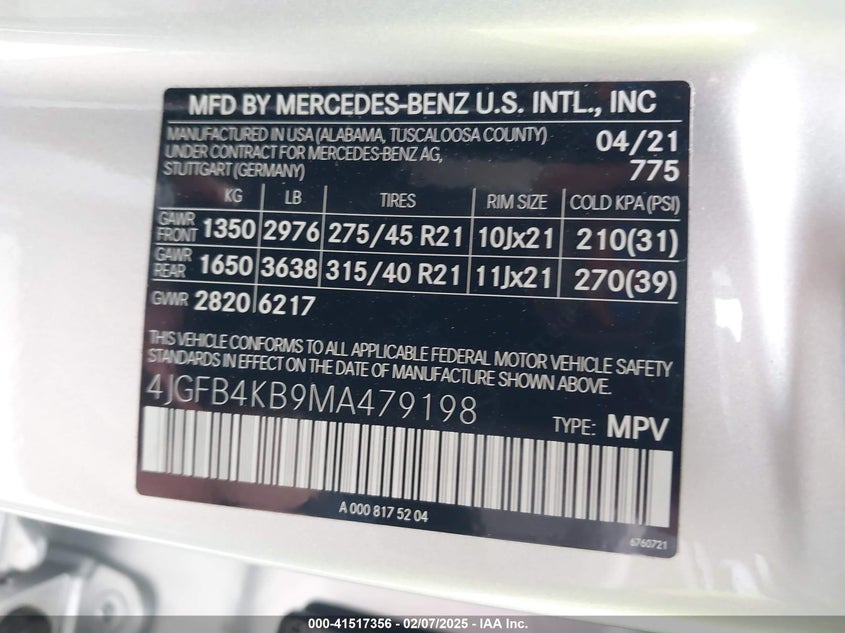 MFD BY MERCEDES-BENZ U.S. INTL., INC
MANUFACTURED IN USA (ALABAMA, TUSCALOOSA COUNTY) 04/21
UNDER CONTRACT FOR MERCEDES-BENZ AG,
STUTTGART (GERMANY) 775
KG LB TIRES RIM SIZE COLD KPA (PSI)
GAWR FRONT 1350 2976 275/45 R21 10Jx21 210(31)
GAWR REAR 1650 3638 315/40 R21 11Jx21 270(39)
GVWR 2820 6217
THIS VEHICLE CONFORMS TO ALL APPLICABLE FEDERAL MOTOR VEHICLE SAFETY
STANDARDS IN EFFECT ON THE DATE OF MANUFACTURE SHOWN ABOVE.
4JGFB4KB9MA479198
TYPE: MPV
A 000 817 52 04
6760721
000-41517356 - 02/07/2025 - IAA Inc.